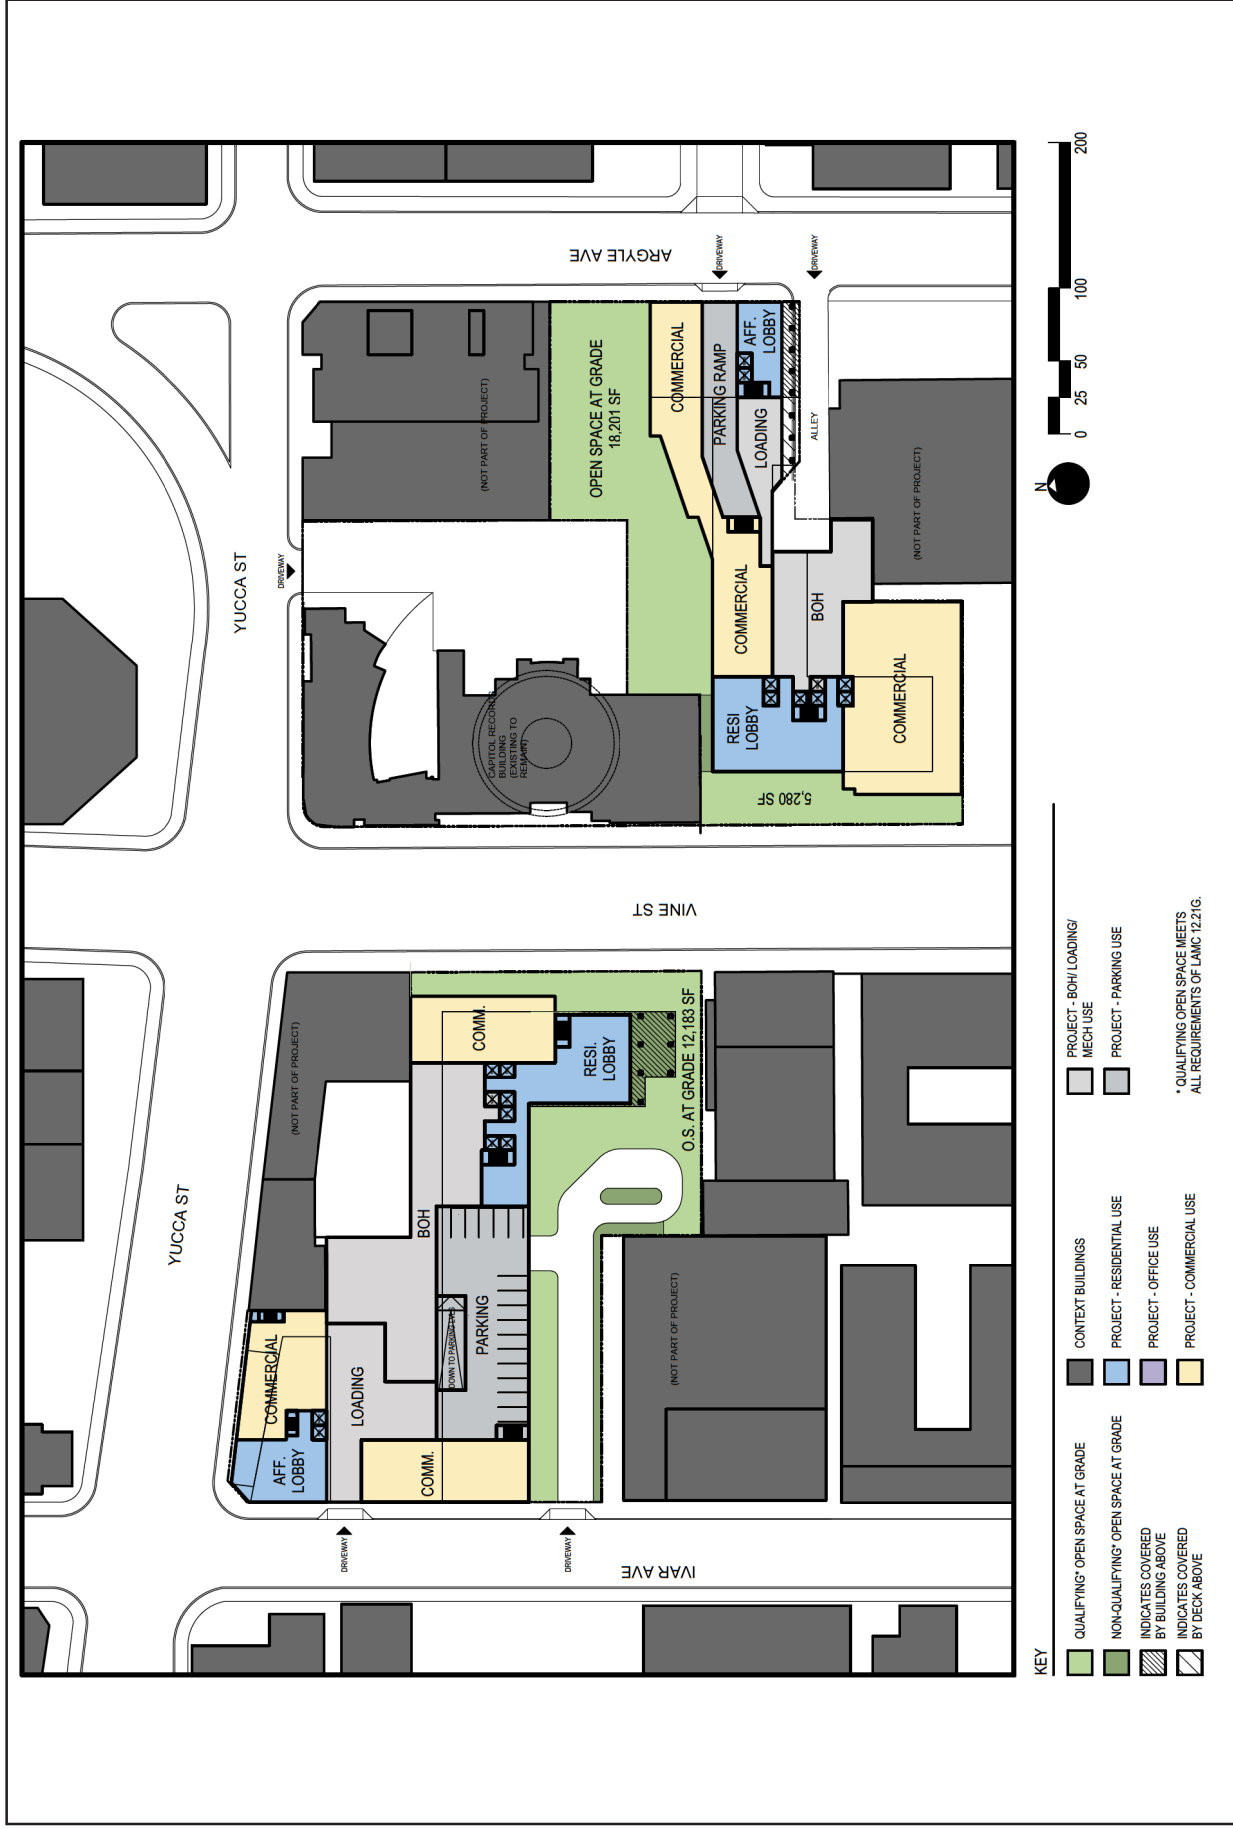 YUCCA ST
YUCCA ST
DRIVEWAY
ARGYLE AVE
VINE ST
IVAR AVE
(NOT PART OF PROJECT)
COMMERCIAL
AFF.
LOBBY
LOADING
BOH
COMM.
PARKING
DOWN TO PARKING LVLS
COMM.
RESI.
LOBBY
O.S. AT GRADE 12,183 SF
(NOT PART OF PROJECT)
DRIVEWAY
DRIVEWAY
CAPITOL RECORDS
BUILDING
(EXISTING TO
REMAIN)
(NOT PART OF PROJECT)
OPEN SPACE AT GRADE
18,201 SF
COMMERCIAL
PARKING RAMP
AFF.
LOBBY
LOADING
COMMERCIAL
BOH
RESI
LOBBY
COMMERCIAL
5,280 SF
ALLEY
(NOT PART OF PROJECT)
DRIVEWAY
DRIVEWAY
N
0 25 50 100 200
KEY
QUALIFYING* OPEN SPACE AT GRADE
NON-QUALIFYING* OPEN SPACE AT GRADE
INDICATES COVERED
BY BUILDING ABOVE
INDICATES COVERED
BY DECK ABOVE
CONTEXT BUILDINGS
PROJECT - RESIDENTIAL USE
PROJECT - OFFICE USE
PROJECT - COMMERCIAL USE
PROJECT - BOH/ LOADING/
MECH USE
PROJECT - PARKING USE
* QUALIFYING OPEN SPACE MEETS
ALL REQUIREMENTS OF LAMC 12.21G.